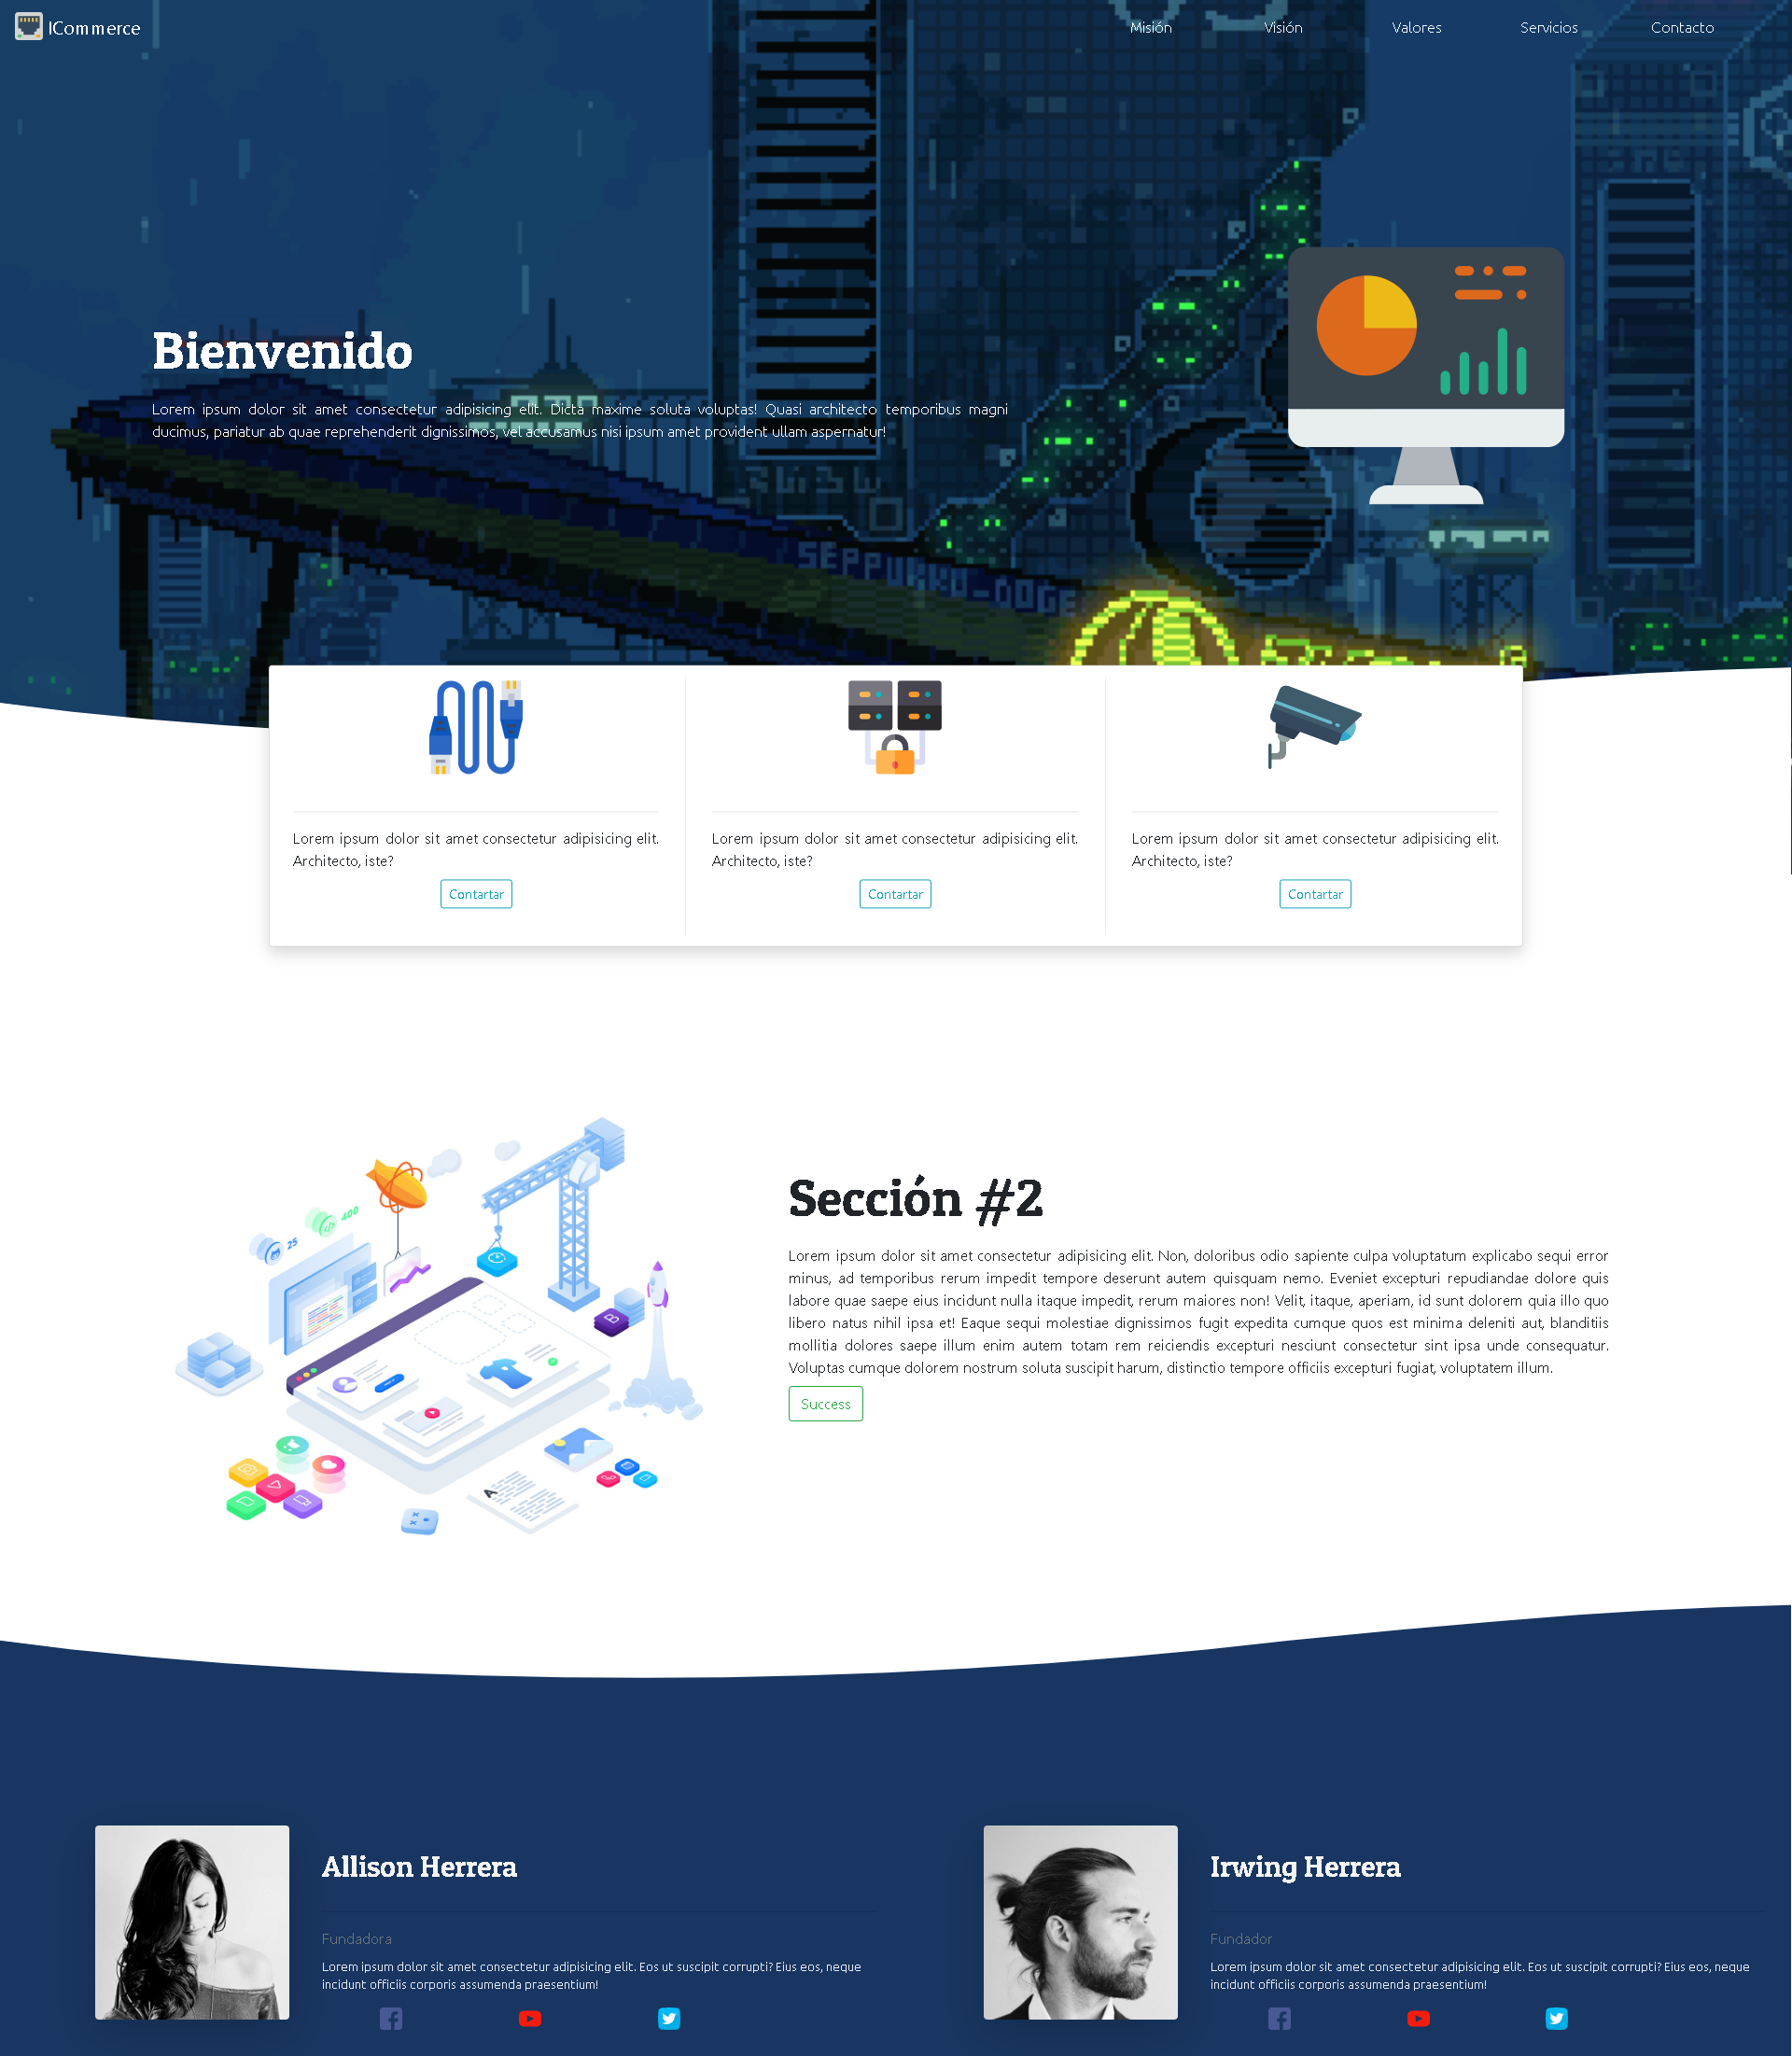 ICommerce
Misión
Visión
Valores
Servicios
Contacto
Bienvenido
Lorem ipsum dolor sit amet consectetur adipisicing elit. Dicta maxime soluta voluptas! Quasi architecto temporibus magni
ducimus, pariatur ab quae reprehenderit dignissimos, vel accusamus nisi ipsum amet provident ullam aspernatur!
Lorem ipsum dolor sit amet consectetur adipisicing elit.
Architecto, iste?
Contartar
Lorem ipsum dolor sit amet consectetur adipisicing elit.
Architecto, iste?
Contartar
Lorem ipsum dolor sit amet consectetur adipisicing elit.
Architecto, iste?
Contartar
25
400
B
A
Sección #2
Lorem ipsum dolor sit amet consectetur adipisicing elit. Non, doloribus odio sapiente culpa voluptatum explicabo sequi error
minus, ad temporibus rerum impedit tempore deserunt autem quisquam nemo. Eveniet excepturi repudiandae dolore quis
labore quae saepe eius incidunt nulla itaque impedit, rerum maiores non! Velit, itaque, aperiam, id sunt dolorem quia illo quo
libero natus nihil ipsa et! Eaque sequi molestiae dignissimos fugit expedita cumque quos est minima deleniti aut, blanditiis
mollitia dolores saepe illum enim autem totam rem reiciendis excepturi nesciunt consectetur sint ipsa unde consequatur.
Voluptas cumque dolorem nostrum soluta suscipit harum, distinctio tempore officiis excepturi fugiat, voluptatem illum.
Success
Allison Herrera
Fundadora
Lorem ipsum dolor sit amet consectetur adipisicing elit. Eos ut suscipit corrupti? Eius eos, neque
incidunt officiis corporis assumenda praesentium!
Irwing Herrera
Fundador
Lorem ipsum dolor sit amet consectetur adipisicing elit. Eos ut suscipit corrupti? Eius eos, neque
incidunt officiis corporis assumenda praesentium!